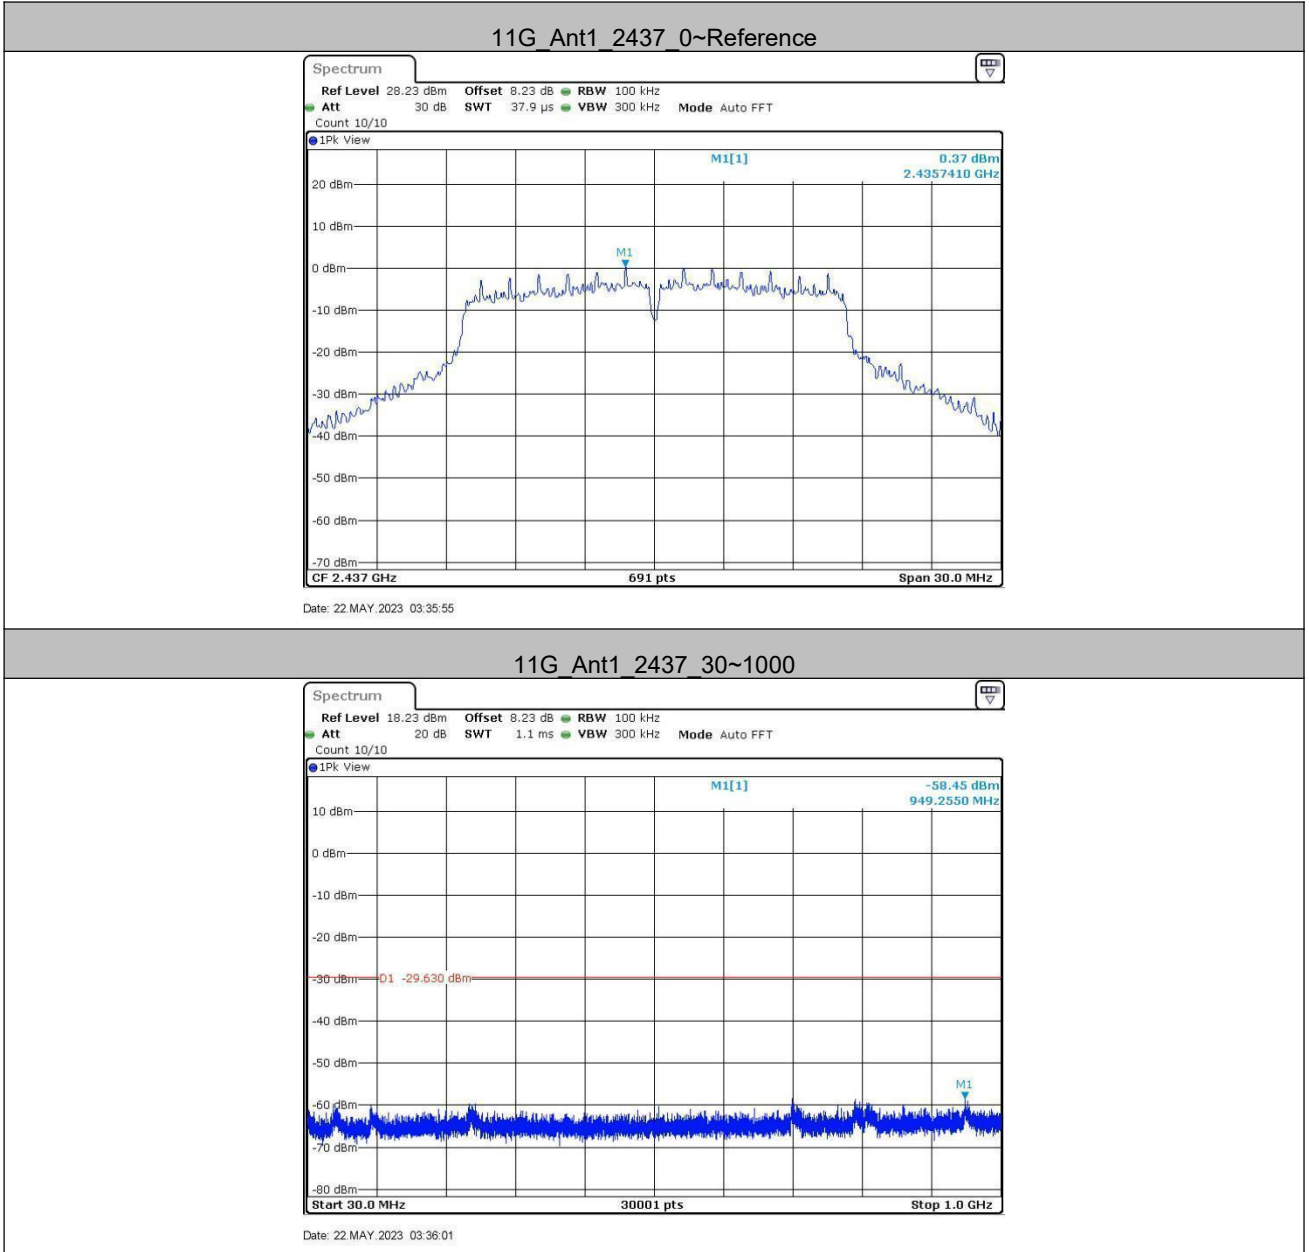 11G_Ant1_2437_0~Reference
Spectrum
Ref Level 28.23 dBm Offset 8.23 dB RBW 100 kHz
Att 30 dB SWT 37.9 µs VBW 300 kHz Mode Auto FFT
Count 10/10
1Pk View
M1[1] 0.37 dBm
2.4357410 GHz
20 dBm
10 dBm
M1
0 dBm
-10 dBm
-20 dBm
-30 dBm
-40 dBm
-50 dBm
-60 dBm
-70 dBm
CF 2.437 GHz 691 pts Span 30.0 MHz
Date: 22.MAY.2023 03:35:55
11G_Ant1_2437_30~1000
Spectrum
Ref Level 18.23 dBm Offset 8.23 dB RBW 100 kHz
Att 20 dB SWT 1.1 ms VBW 300 kHz Mode Auto FFT
Count 10/10
1Pk View
M1[1] -58.45 dBm
949.2550 MHz
10 dBm
0 dBm
-10 dBm
-20 dBm
-30 dBm D1 -29.630 dBm
-40 dBm
-50 dBm
M1
-60 dBm
-70 dBm
-80 dBm
Start 30.0 MHz 30001 pts Stop 1.0 GHz
Date: 22.MAY.2023 03:36:01